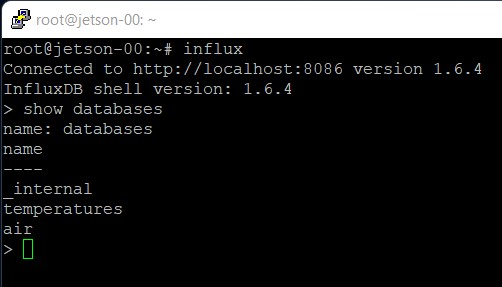 root@jetson-00: ~
root@jetson-00:~# influx
Connected to http://localhost:8086 version 1.6.4
InfluxDB shell version: 1.6.4
> show databases
name: databases
name
----
_internal
temperatures
air
>